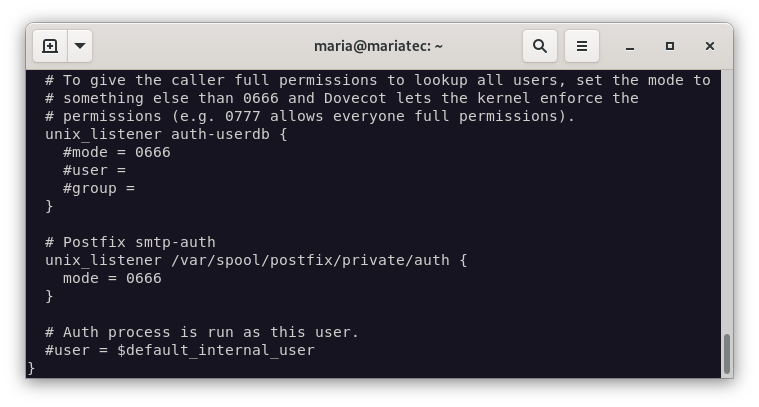 maria@mariatec: ~
# To give the caller full permissions to lookup all users, set the mode to
# something else than 0666 and Dovecot lets the kernel enforce the
# permissions (e.g. 0777 allows everyone full permissions).
unix_listener auth-userdb {
#mode = 0666
#user =
#group =
}
# Postfix smtp-auth
unix_listener /var/spool/postfix/private/auth {
mode = 0666
}
# Auth process is run as this user.
#user = $default_internal_user
}